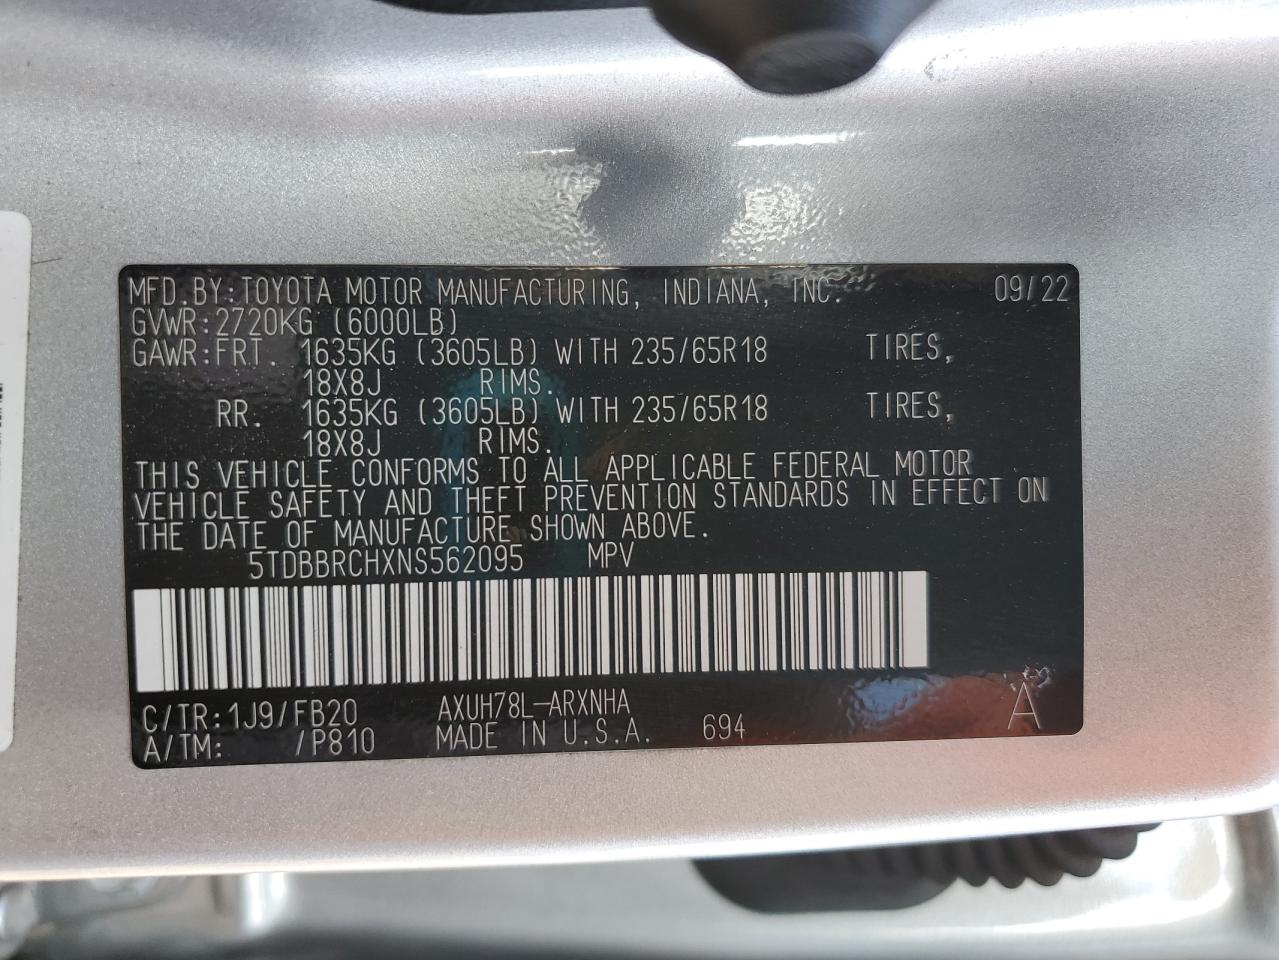 MFD.BY:TOYOTA MOTOR MANUFACTURING, INDIANA, INC. 09/22
GVWR:2720KG (6000LB)
GAWR:FRT. 1635KG (3605LB) WITH 235/65R18 TIRES,
18X8J RIMS.
RR. 1635KG (3605LB) WITH 235/65R18 TIRES,
18X8J RIMS.
THIS VEHICLE CONFORMS TO ALL APPLICABLE FEDERAL MOTOR
VEHICLE SAFETY AND THEFT PREVENTION STANDARDS IN EFFECT ON
THE DATE OF MANUFACTURE SHOWN ABOVE.
5TDBBRCHXNS562095 MPV
C/TR:1J9/FB20 AXUH78L-ARXNHA
A/TM: /P810 MADE IN U.S.A. 694 A